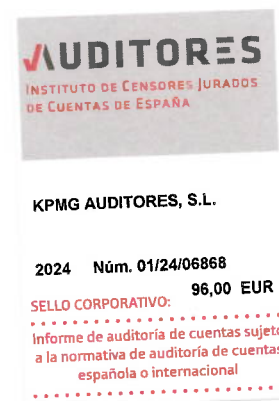 AUDITORES
INSTITUTO DE CENSORES JURADOS
DE CUENTAS DE ESPAÑA
KPMG AUDITORES, S.L.
2024 Núm. 01/24/06868
96,00 EUR
SELLO CORPORATIVO:
Informe de auditoría de cuentas sujeto
a la normativa de auditoría de cuentas
española o internacional